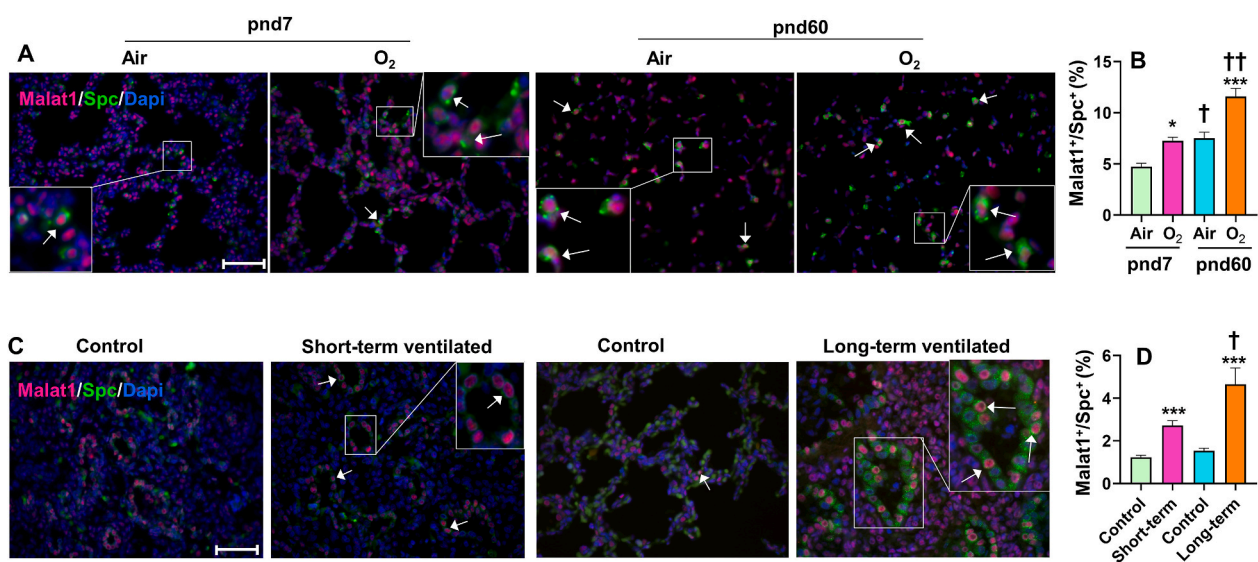 pnd7
pnd60
A
Air
O₂
Air
O₂
B
Malat1/Spc/Dapi
Malat1⁺/Spc⁺ (%)
15
10
5
0
*
†
††
***
Air O₂ Air O₂
pnd7 pnd60
C
Control
Short-term ventilated
Control
Long-term ventilated
D
Malat1/Spc/Dapi
Malat1⁺/Spc⁺ (%)
6
4
2
0
***
†
***
Control
Short-term
Control
Long-term